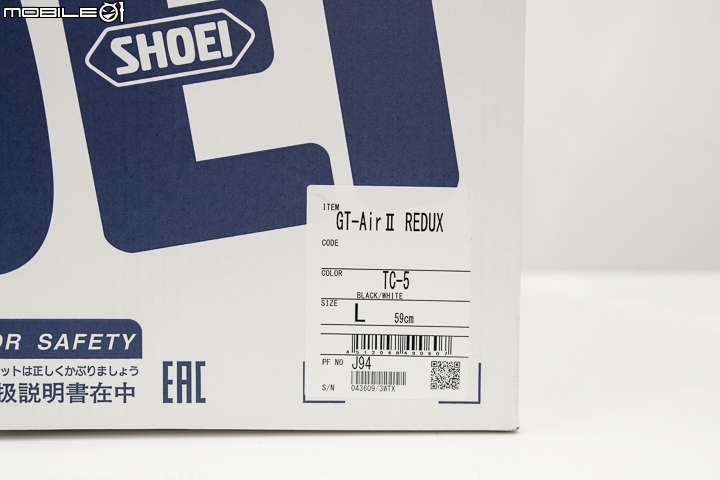 MOBILE01
SHOEI
EI
ITEM
GT-AirⅡ REDUX
CODE
COLOR
TC-5
BLACK/WHITE
SIZE
L 59cm
4512048490607
PF NO J94
S/N 043609/3WTX
OR SAFETY
ットは正しくかぶりましょう
扱説明書在中
EAC